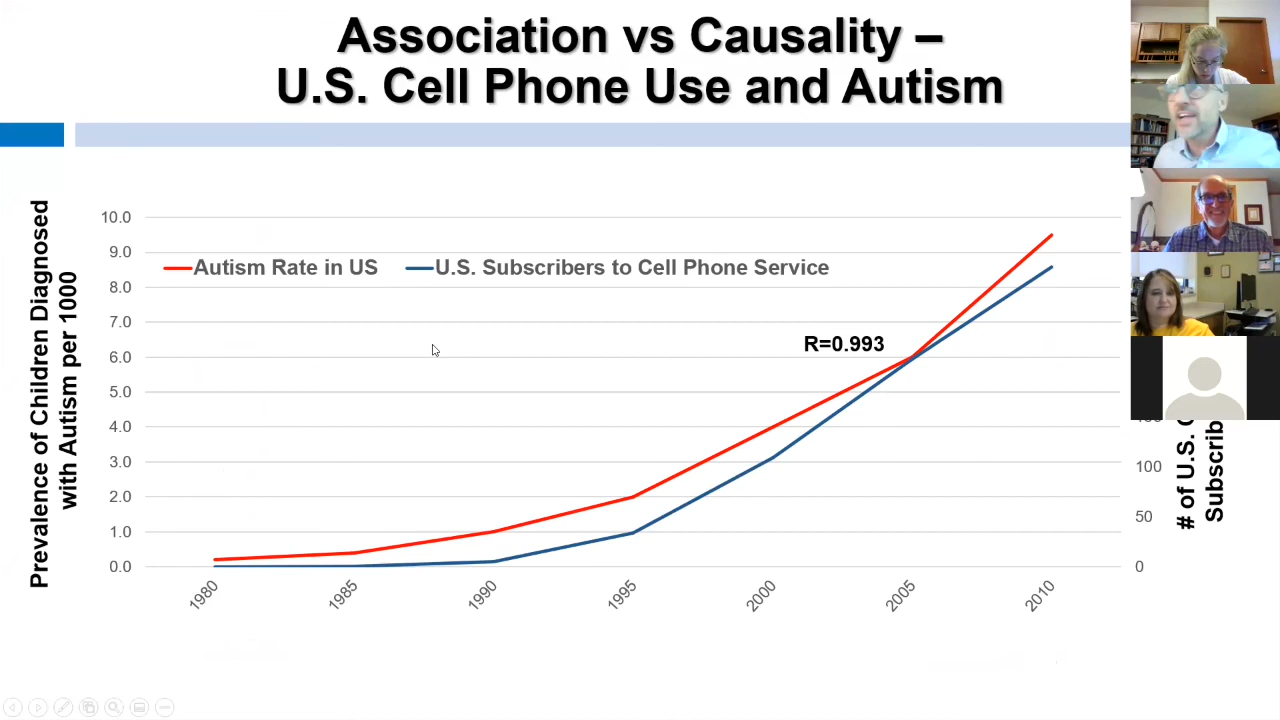 Association vs Causality –
U.S. Cell Phone Use and Autism
Prevalence of Children Diagnosed
with Autism per 1000
10.0
9.0
8.0
7.0
6.0
5.0
4.0
3.0
2.0
1.0
0.0
Autism Rate in US
U.S. Subscribers to Cell Phone Service
R=0.993
1980
1985
1990
1995
2000
2005
2010
100
50
0
# of U.S.